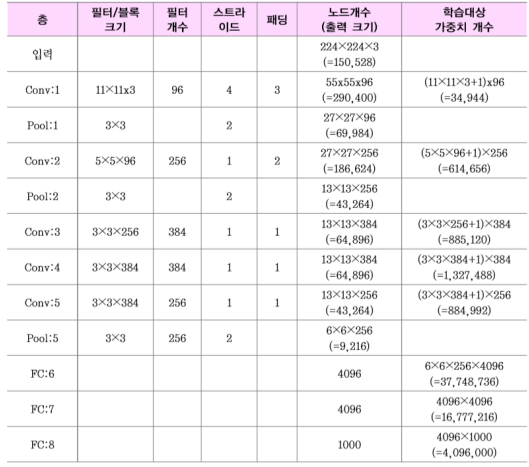 층 필터/블록 크기 필터 개수 스트라이드 패딩 노드개수 (출력 크기) 학습대상 가중치 개수
입력 224×224×3 (=150,528)
Conv:1 11×11x3 96 4 3 55x55x96 (=290,400) (11×11×3+1)x96 (=34,944)
Pool:1 3×3 2 27×27×96 (=69,984)
Conv:2 5×5×96 256 1 2 27×27×256 (=186,624) (5×5×96+1)×256 (=614,656)
Pool:2 3×3 2 13×13×256 (=43,264)
Conv:3 3×3×256 384 1 1 13×13×384 (=64,896) (3×3×256+1)×384 (=885,120)
Conv:4 3×3×384 384 1 1 13×13×384 (=64,896) (3×3×384+1)×384 (=1,327,488)
Conv:5 3×3×384 256 1 1 13×13×256 (=43,264) (3×3×384+1)×256 (=884,992)
Pool:5 3×3 256 2 6×6×256 (=9,216)
FC:6 4096 6×6×256×4096 (=37,748,736)
FC:7 4096 4096×4096 (=16,777,216)
FC:8 1000 4096×1000 (=4,096,000)